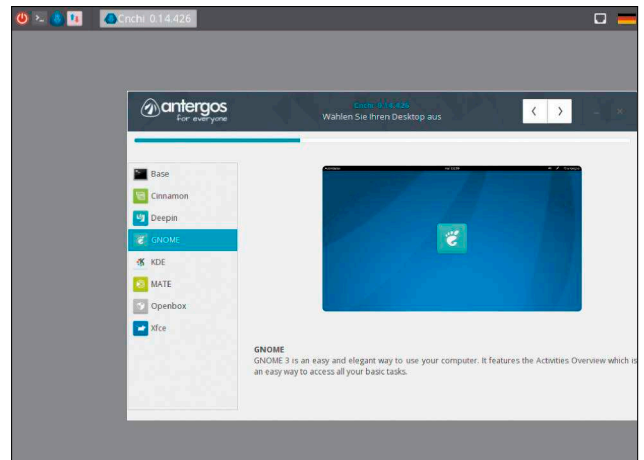 Cnchi 0.14.426
antergos
For everyone
Cnchi 0.14.426
Wählen Sie Ihren Desktop aus
Base
Cinnamon
Deepin
GNOME
KDE
MATE
Openbox
Xfce
GNOME
GNOME 3 is an easy and elegant way to use your computer. It features the Activities Overview which is
an easy way to access all your basic tasks.